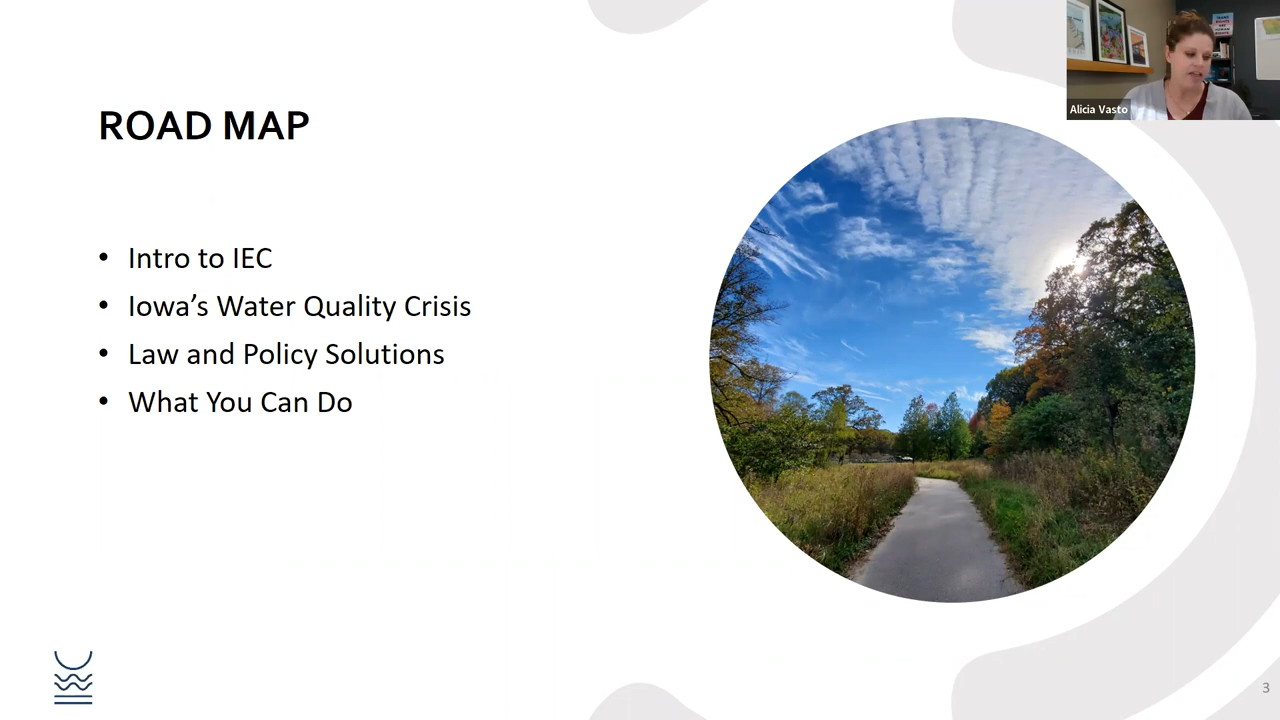 ROAD MAP
• Intro to IEC
• Iowa’s Water Quality Crisis
• Law and Policy Solutions
• What You Can Do
Alicia Vasto
3